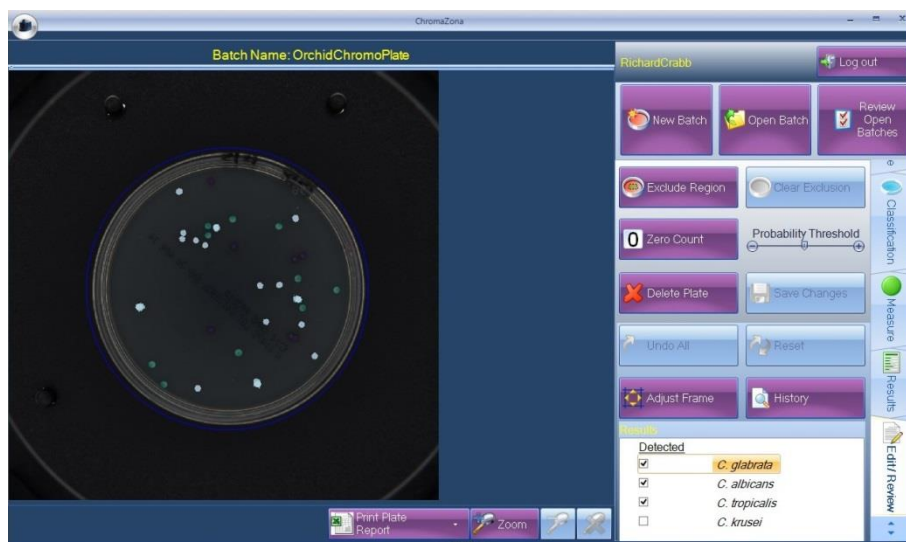 ChromaZona
Batch Name: OrchidChromoPlate
RichardCrabb
Log out
New Batch
Open Batch
Review
Open
Batches
Exclude Region
Clear Exclusion
0 Zero Count
Probability Threshold
Delete Plate
Save Changes
Undo All
Reset
Adjust Frame
History
Classification
Measure
Results
Edit/ Review
Results
Detected
C. glabrata
C. albicans
C. tropicalis
C. krusei
Print Plate
Report
Zoom